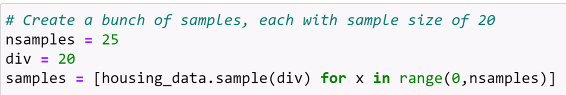 # Create a bunch of samples, each with sample size of 20
nsamples = 25
div = 20
samples = [housing_data.sample(div) for x in range(0,nsamples)]